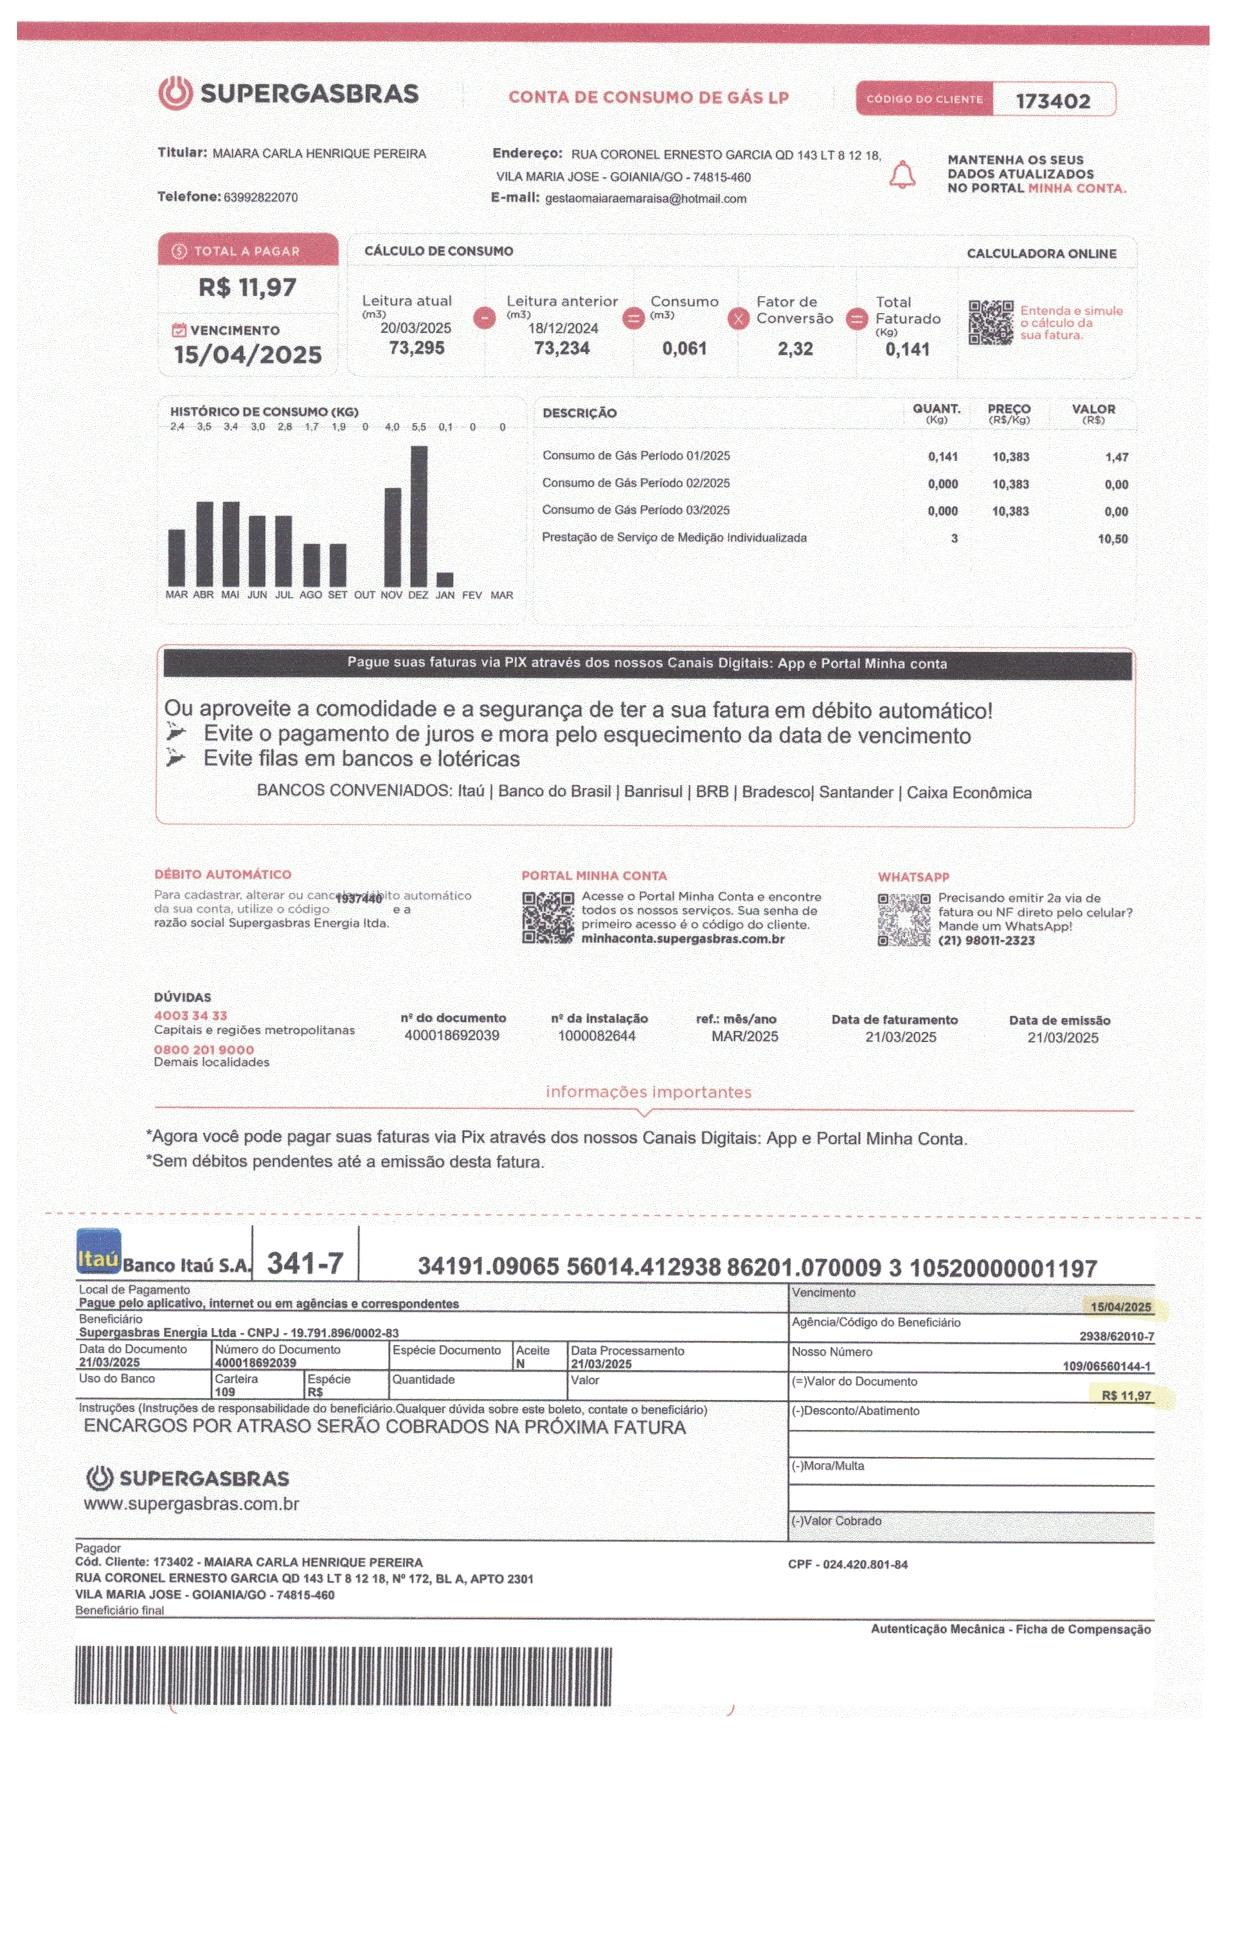 SUPERGASBRAS
CONTA DE CONSUMO DE GÁS LP
CÓDIGO DO CLIENTE 173402
Titular: MAIARA CARLA HENRIQUE PEREIRA
Endereço: RUA CORONEL ERNESTO GARCIA QD 143 LT 8 12 18,
VILA MARIA JOSE - GOIANIA/GO - 74815-460
Telefone: 63992822070
E-mail: gestaomaiaraemaraisa@hotmail.com
MANTENHA OS SEUS
DADOS ATUALIZADOS
NO PORTAL MINHA CONTA.
TOTAL A PAGAR
R$ 11,97
VENCIMENTO
15/04/2025
CÁLCULO DE CONSUMO
CALCULADORA ONLINE
Leitura atual
(m3)
20/03/2025
73,295
-
Leitura anterior
(m3)
18/12/2024
73,234
=
Consumo
(m3)
0,061
X
Fator de
Conversão
2,32
=
Total
Faturado
(Kg)
0,141
Entenda e simule
o cálculo da
sua fatura.
HISTÓRICO DE CONSUMO (KG)
2,4 3,5 3,4 3,0 2,8 1,7 1,9 0 4,0 5,5 0,1 0 0
MAR ABR MAI JUN JUL AGO SET OUT NOV DEZ JAN FEV MAR
DESCRIÇÃO QUANT. PREÇO VALOR
(Kg) (R$/Kg) (R$)
Consumo de Gás Período 01/2025 0,141 10,383 1,47
Consumo de Gás Período 02/2025 0,000 10,383 0,00
Consumo de Gás Período 03/2025 0,000 10,383 0,00
Prestação de Serviço de Medição Individualizada 3 10,50
Pague suas faturas via PIX através dos nossos Canais Digitais: App e Portal Minha conta
Ou aproveite a comodidade e a segurança de ter a sua fatura em débito automático!
Evite o pagamento de juros e mora pelo esquecimento da data de vencimento
Evite filas em bancos e lotéricas
BANCOS CONVENIADOS: Itaú | Banco do Brasil | Banrisul | BRB | Bradesco| Santander | Caixa Econômica
DÉBITO AUTOMÁTICO
Para cadastrar, alterar ou cancelar débito automático
1937440
da sua conta, utilize o código e a
razão social Supergasbras Energia ltda.
PORTAL MINHA CONTA
Acesse o Portal Minha Conta e encontre
todos os nossos serviços. Sua senha de
primeiro acesso é o código do cliente.
minhaconta.supergasbras.com.br
WHATSAPP
Precisando emitir 2a via de
fatura ou NF direto pelo celular?
Mande um WhatsApp!
(21) 98011-2323
DÚVIDAS
4003 34 33
Capitais e regiões metropolitanas
0800 201 9000
Demais localidades
nº do documento
400018692039
nº da instalação
1000082644
ref.: mês/ano
MAR/2025
Data de faturamento
21/03/2025
Data de emissão
21/03/2025
informações importantes
*Agora você pode pagar suas faturas via Pix através dos nossos Canais Digitais: App e Portal Minha Conta.
*Sem débitos pendentes até a emissão desta fatura.
Itaú Banco Itaú S.A. 341-7 34191.09065 56014.412938 86201.070009 3 10520000001197
Local de Pagamento
Pague pelo aplicativo, internet ou em agências e correspondentes
Vencimento
15/04/2025
Beneficiário
Supergasbras Energia Ltda - CNPJ - 19.791.896/0002-83
Agência/Código do Beneficiário
2938/62010-7
Data do Documento Número do Documento Espécie Documento Aceite Data Processamento
21/03/2025 400018692039 N 21/03/2025
Nosso Número
109/06560144-1
Uso do Banco Carteira Espécie Quantidade Valor
109 R$
(=)Valor do Documento
R$ 11,97
Instruções (Instruções de responsabilidade do beneficiário.Qualquer dúvida sobre este boleto, contate o beneficiário)
ENCARGOS POR ATRASO SERÃO COBRADOS NA PRÓXIMA FATURA
(-)Desconto/Abatimento
(-)Mora/Multa
(-)Valor Cobrado
SUPERGASBRAS
www.supergasbras.com.br
Pagador
Cód. Cliente: 173402 - MAIARA CARLA HENRIQUE PEREIRA CPF - 024.420.801-84
RUA CORONEL ERNESTO GARCIA QD 143 LT 8 12 18, Nº 172, BL A, APTO 2301
VILA MARIA JOSE - GOIANIA/GO - 74815-460
Beneficiário final
Autenticação Mecânica - Ficha de Compensação